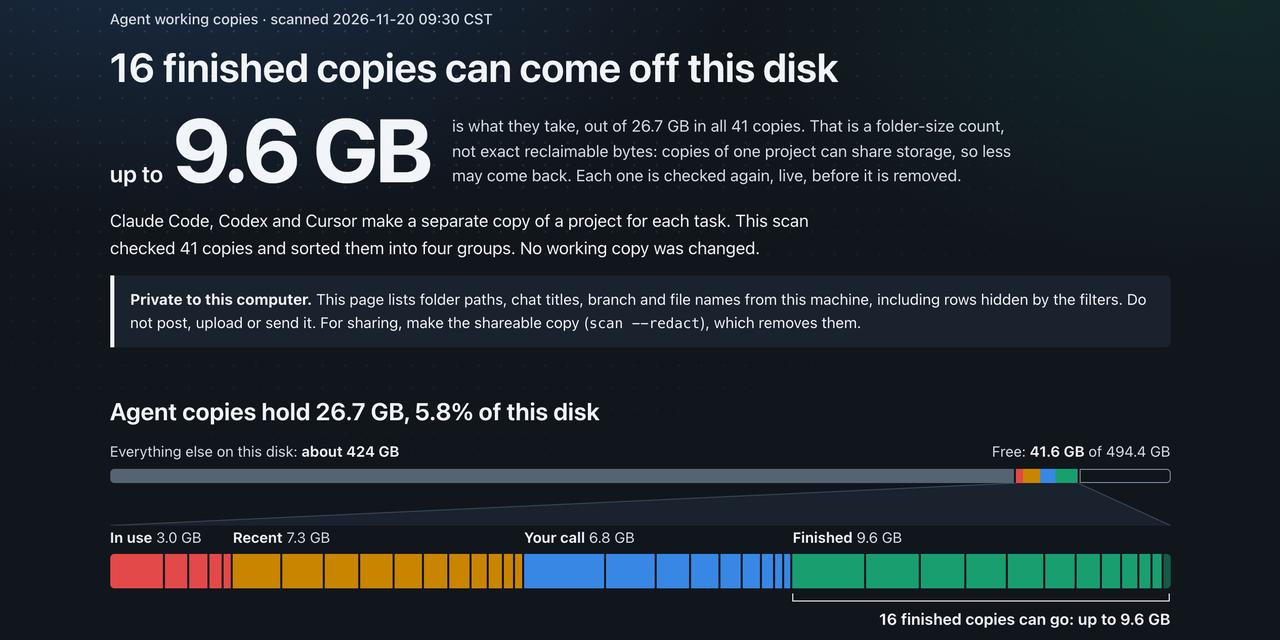 Agent working copies · scanned 2026-11-20 09:30 CST
16 finished copies can come off this disk
up to 9.6 GB
is what they take, out of 26.7 GB in all 41 copies. That is a folder-size count,
not exact reclaimable bytes: copies of one project can share storage, so less
may come back. Each one is checked again, live, before it is removed.
Claude Code, Codex and Cursor make a separate copy of a project for each task. This scan
checked 41 copies and sorted them into four groups. No working copy was changed.
Private to this computer. This page lists folder paths, chat titles, branch and file names from this machine, including rows hidden by the filters. Do
not post, upload or send it. For sharing, make the shareable copy (scan --redact), which removes them.
Agent copies hold 26.7 GB, 5.8% of this disk
Everything else on this disk: about 424 GB
Free: 41.6 GB of 494.4 GB
In use 3.0 GB
Recent 7.3 GB
Your call 6.8 GB
Finished 9.6 GB
16 finished copies can go: up to 9.6 GB